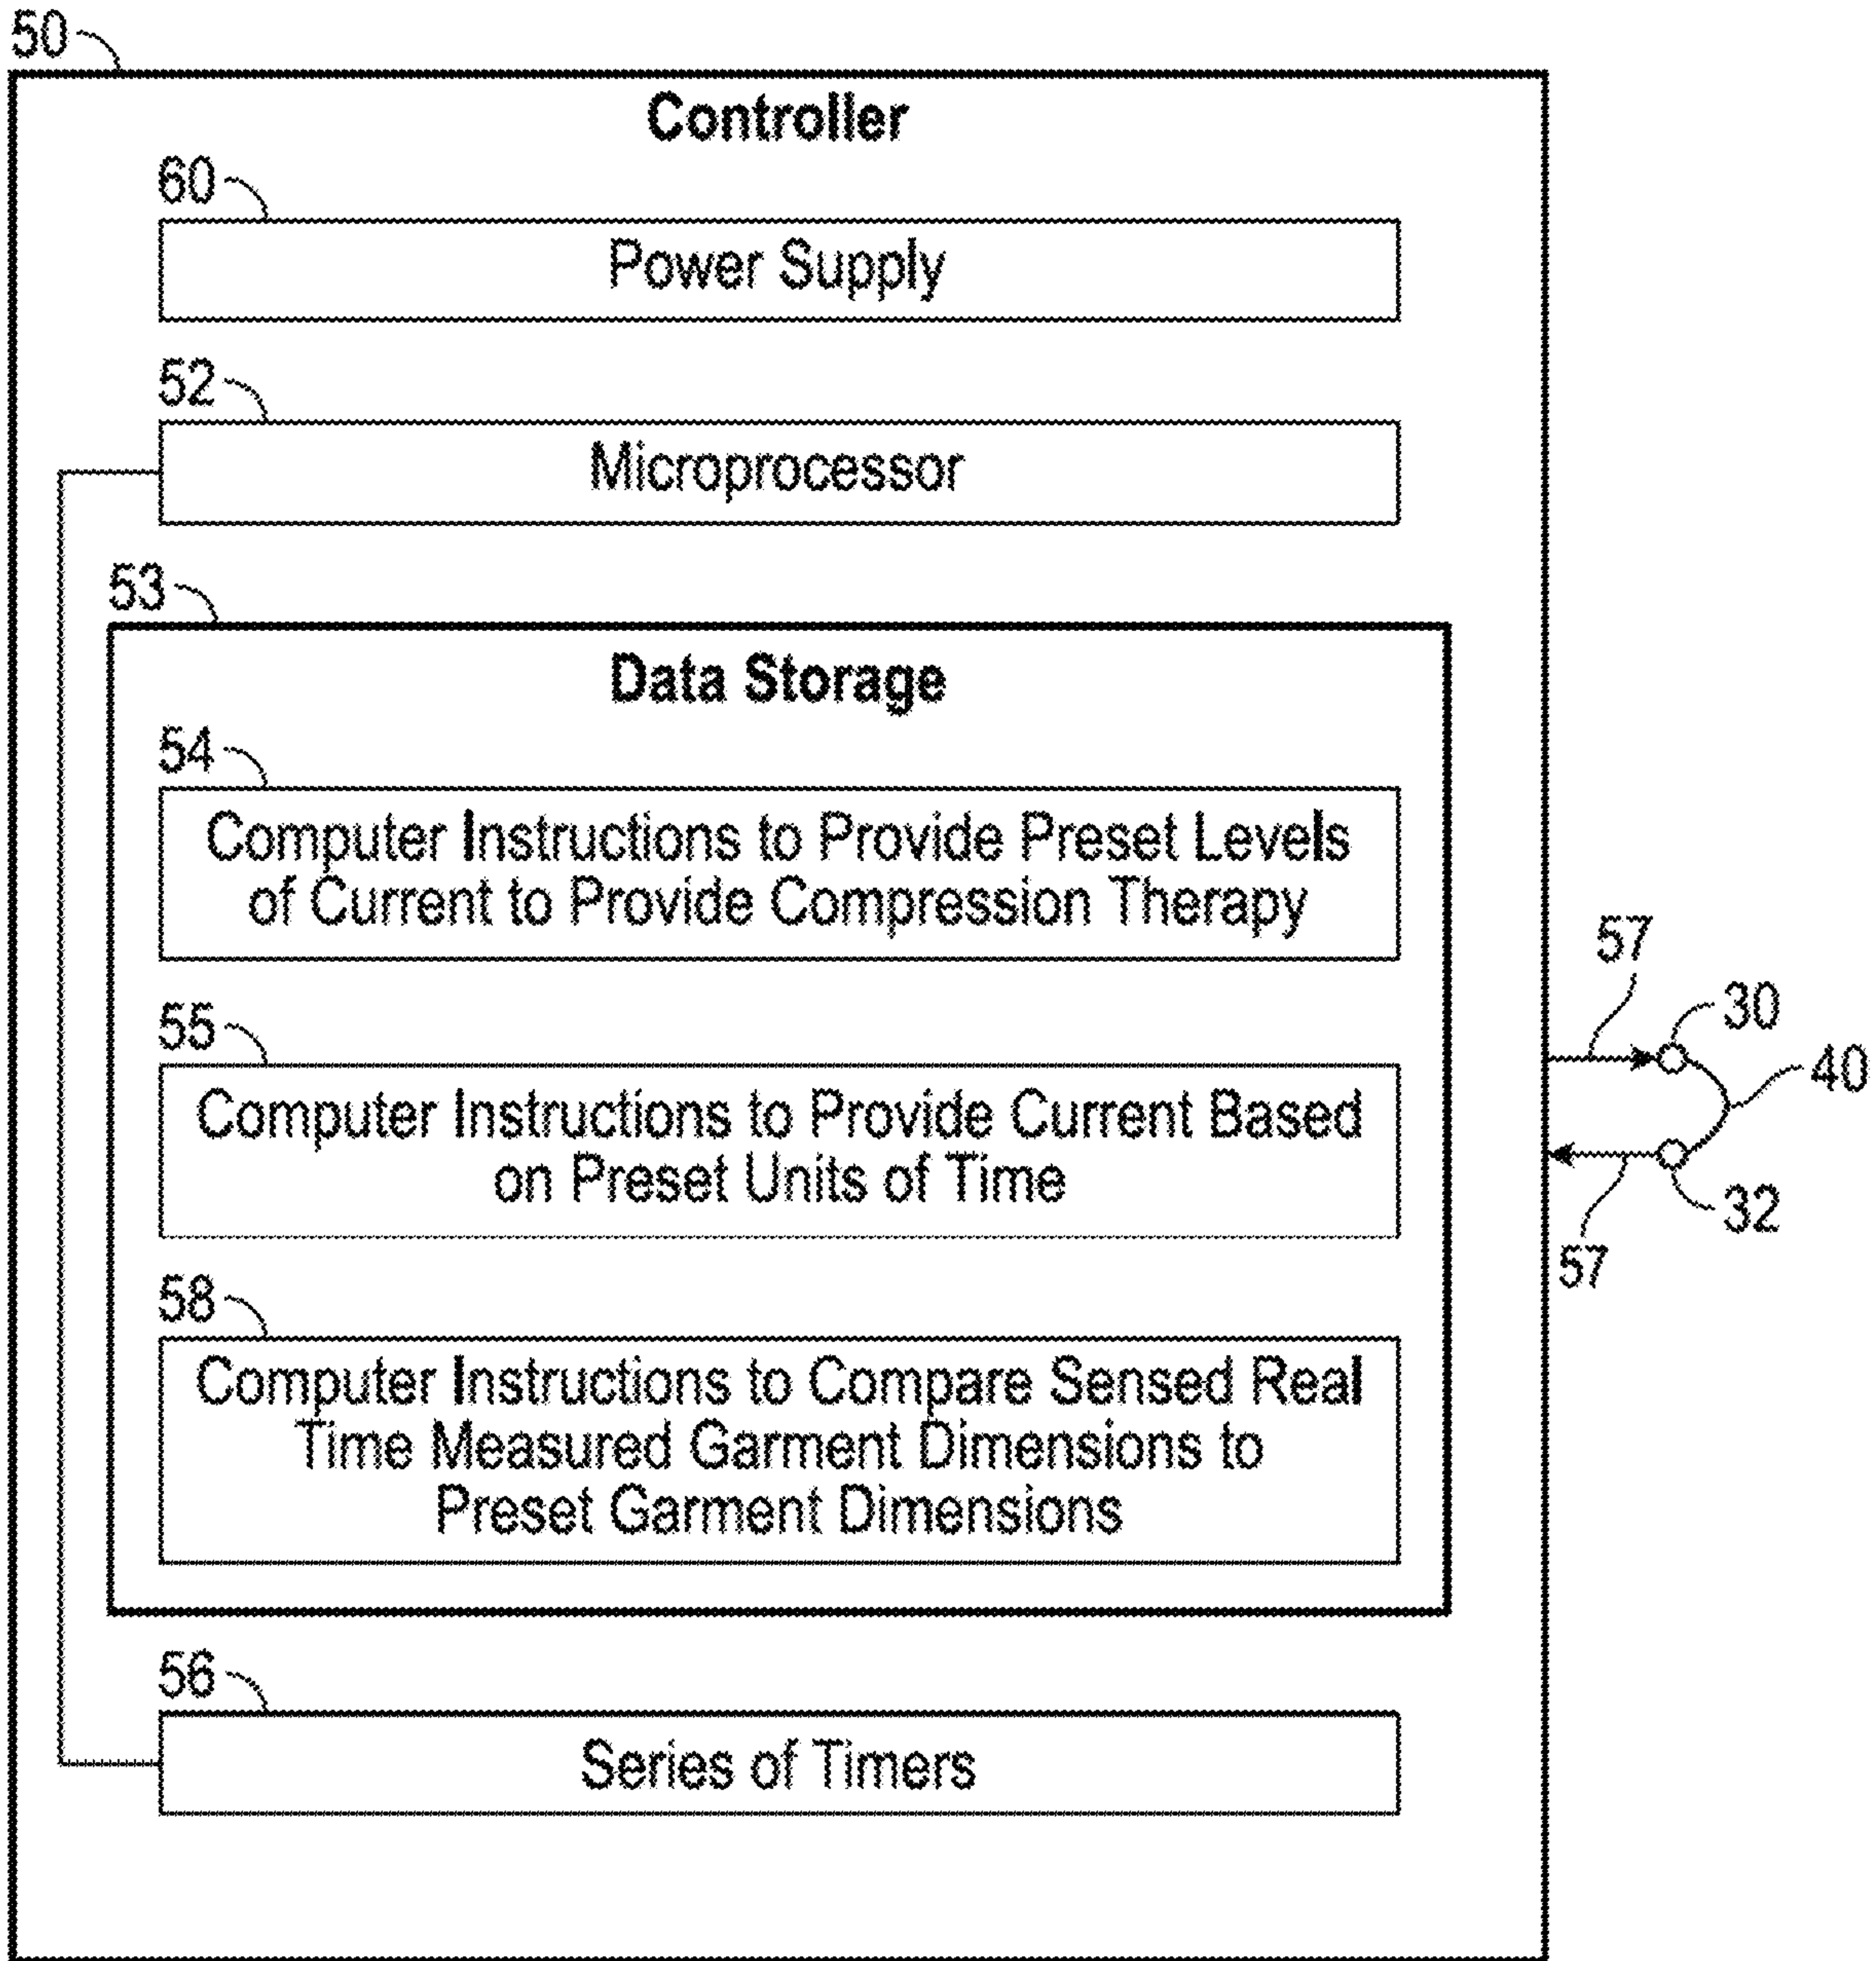 50
Controller
60
Power Supply
52
Microprocessor
53
Data Storage
54
Computer Instructions to Provide Preset Levels
of Current to Provide Compression Therapy
57
30
55
40
Computer Instructions to Provide Current Based
on Preset Units of Time
32
57
58
Computer Instructions to Compare Sensed Real
Time Measured Garment Dimensions to
Preset Garment Dimensions
56
Series of Timers